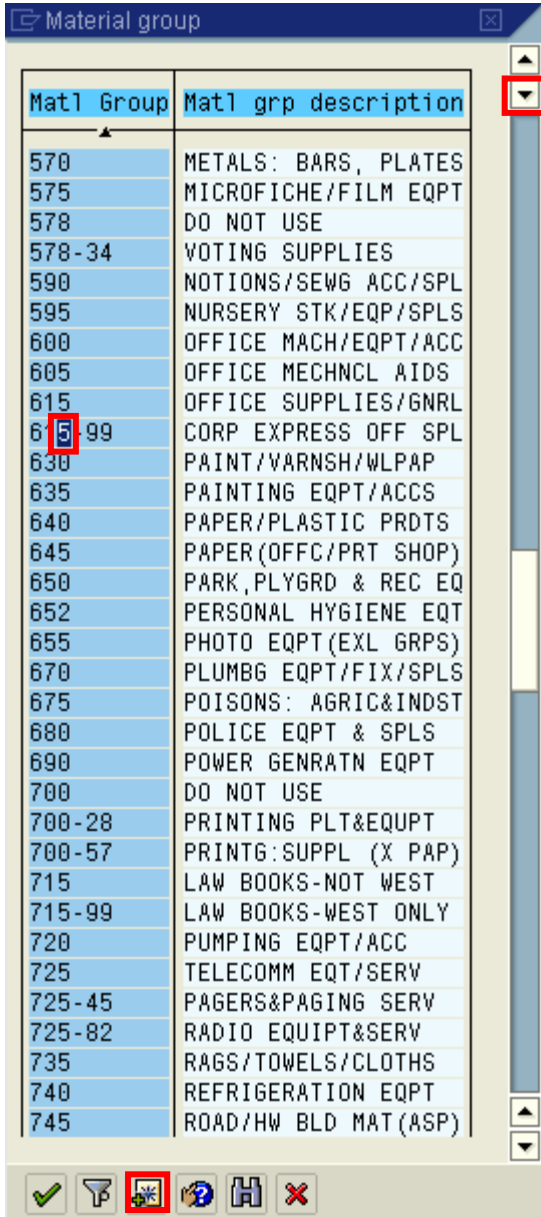 Material group
Matl Group Matl grp description
570 METALS: BARS, PLATES
575 MICROFICHE/FILM EQPT
578 DO NOT USE
578-34 VOTING SUPPLIES
590 NOTIONS/SEWG ACC/SPL
595 NURSERY STK/EQP/SPLS
600 OFFICE MACH/EQPT/ACC
605 OFFICE MECHNCL AIDS
615 OFFICE SUPPLIES/GNRL
615-99 CORP EXPRESS OFF SPL
630 PAINT/VARNSH/WLPAP
635 PAINTING EQPT/ACCS
640 PAPER/PLASTIC PRDTS
645 PAPER(OFFC/PRT SHOP)
650 PARK,PLYGRD & REC EQ
652 PERSONAL HYGIENE EQT
655 PHOTO EQPT(EXL GRPS)
670 PLUMBG EQPT/FIX/SPLS
675 POISONS: AGRIC&INDST
680 POLICE EQPT & SPLS
690 POWER GENRATN EQPT
700 DO NOT USE
700-28 PRINTING PLT&EQUPT
700-57 PRINTG:SUPPL (X PAP)
715 LAW BOOKS-NOT WEST
715-99 LAW BOOKS-WEST ONLY
720 PUMPING EQPT/ACC
725 TELECOMM EQT/SERV
725-45 PAGERS&PAGING SERV
725-82 RADIO EQUIPT&SERV
735 RAGS/TOWELS/CLOTHS
740 REFRIGERATION EQPT
745 ROAD/HW BLD MAT(ASP)